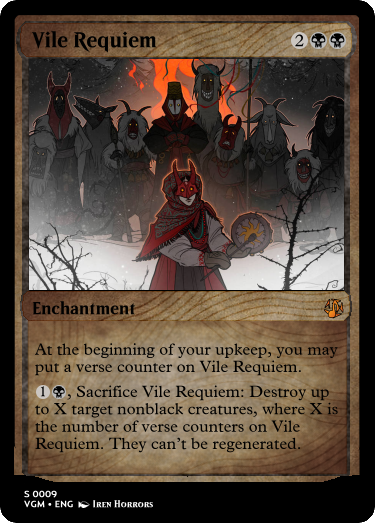 Vile Requiem 2
Enchantment
At the beginning of your upkeep, you may
put a verse counter on Vile Requiem.
1, Sacrifice Vile Requiem: Destroy up
to X target nonblack creatures, where X is
the number of verse counters on Vile
Requiem. They can't be regenerated.
S 0009
VGM • ENG Iren Horrors